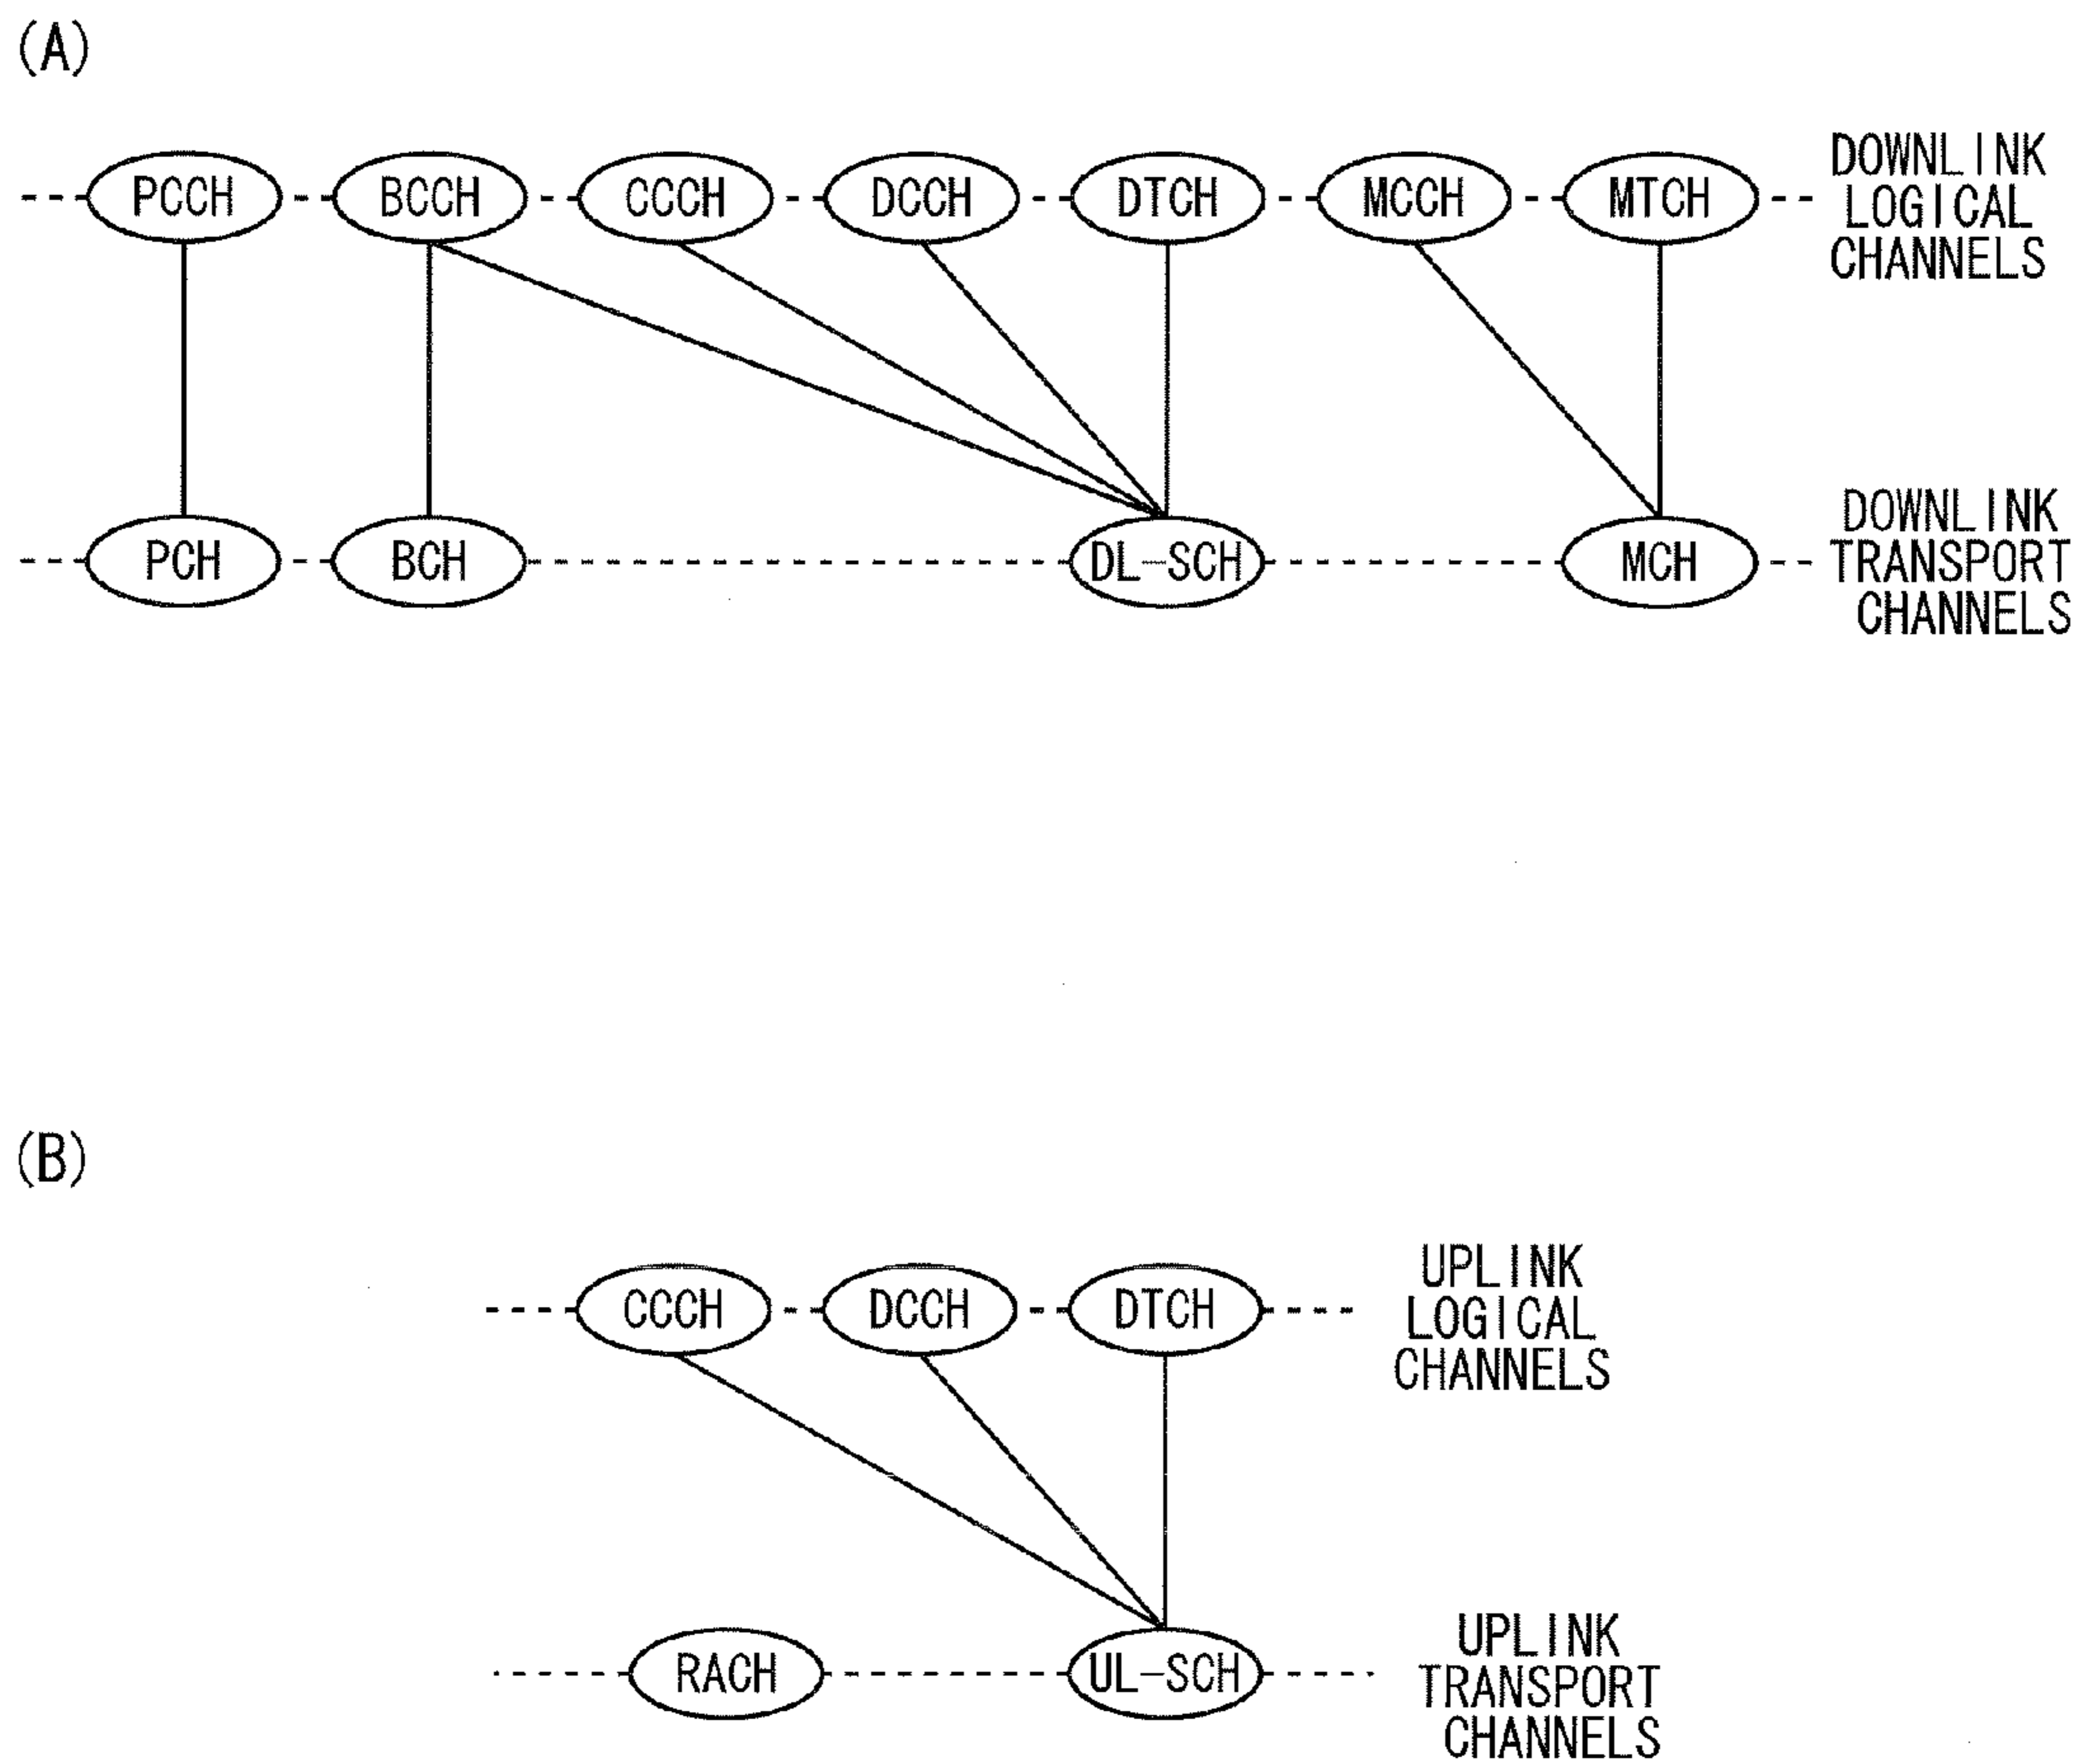 (A)
PCCH BCCH CCCH DCCH DTCH MCCH MTCH
DOWNLINK
LOGICAL
CHANNELS
PCH BCH DL-SCH MCH
DOWNLINK
TRANSPORT
CHANNELS
(B)
CCCH DCCH DTCH
UPLINK
LOGICAL
CHANNELS
RACH UL-SCH
UPLINK
TRANSPORT
CHANNELS